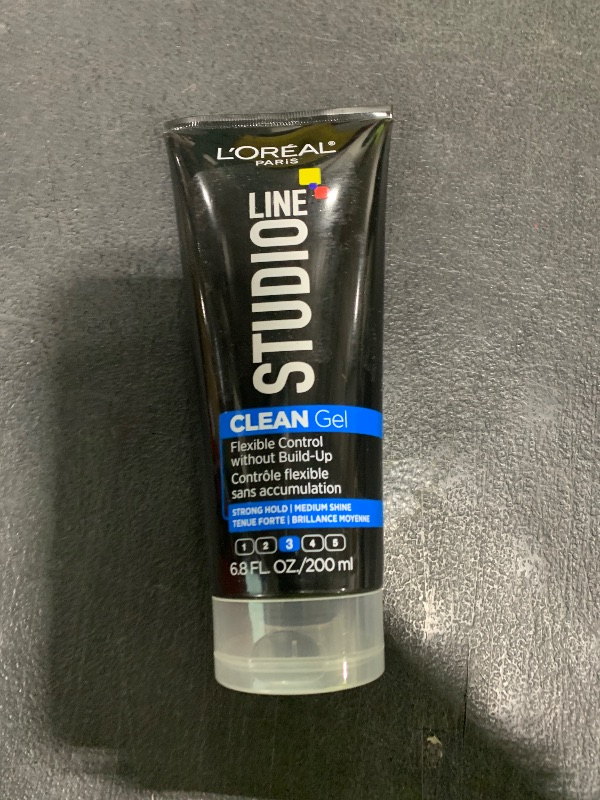 L'ORÉAL®
PARIS
STUDIO
LINE
CLEAN Gel
Flexible Control
without Build-Up
Contrôle flexible
sans accumulation
STRONG HOLD | MEDIUM SHINE
TENUE FORTE | BRILLANCE MOYENNE
1 2 3 4 5
6.8 FL. OZ./200 ml